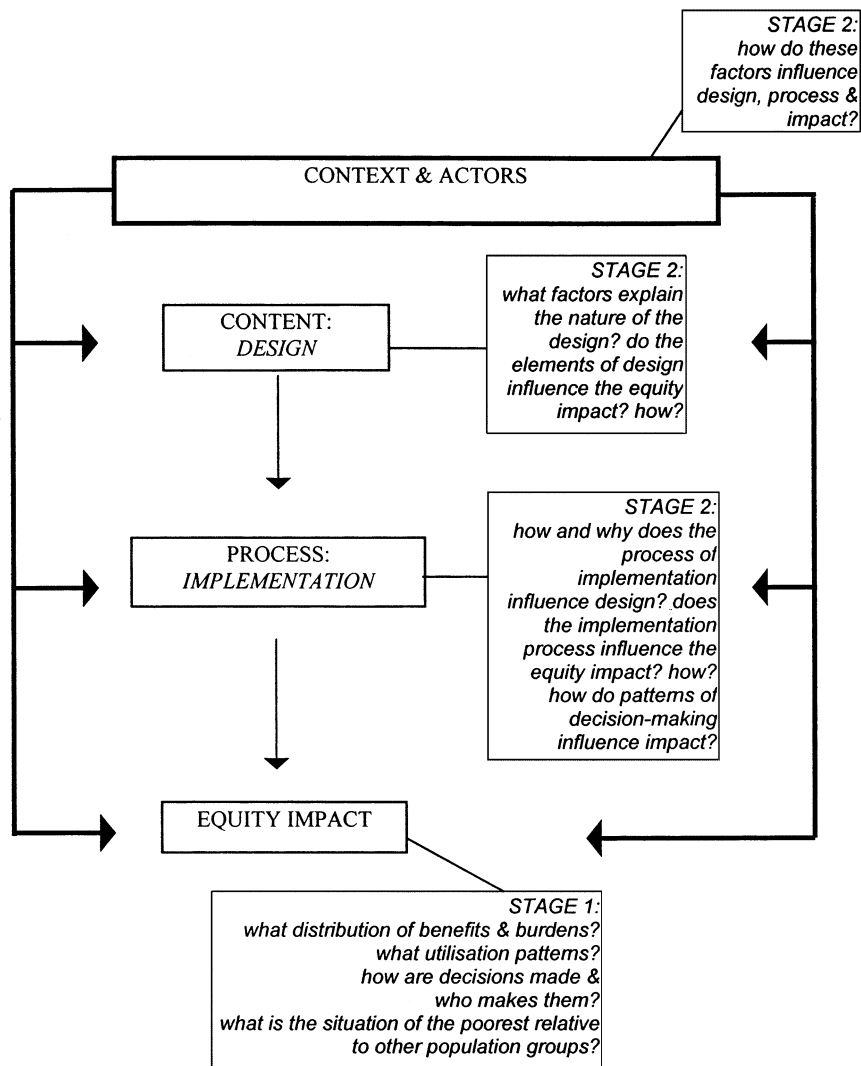 STAGE 2:
how do these
factors influence
design, process &
impact?
CONTEXT & ACTORS
STAGE 2:
what factors explain
the nature of the
design? do the
elements of design
influence the equity
impact? how?
CONTENT:
DESIGN
STAGE 2:
how and why does the
process of
implementation
influence design? does
the implementation
process influence the
equity impact? how?
how do patterns of
decision-making
influence impact?
PROCESS:
IMPLEMENTATION
EQUITY IMPACT
STAGE 1:
what distribution of benefits & burdens?
what utilisation patterns?
how are decisions made &
who makes them?
what is the situation of the poorest relative
to other population groups?